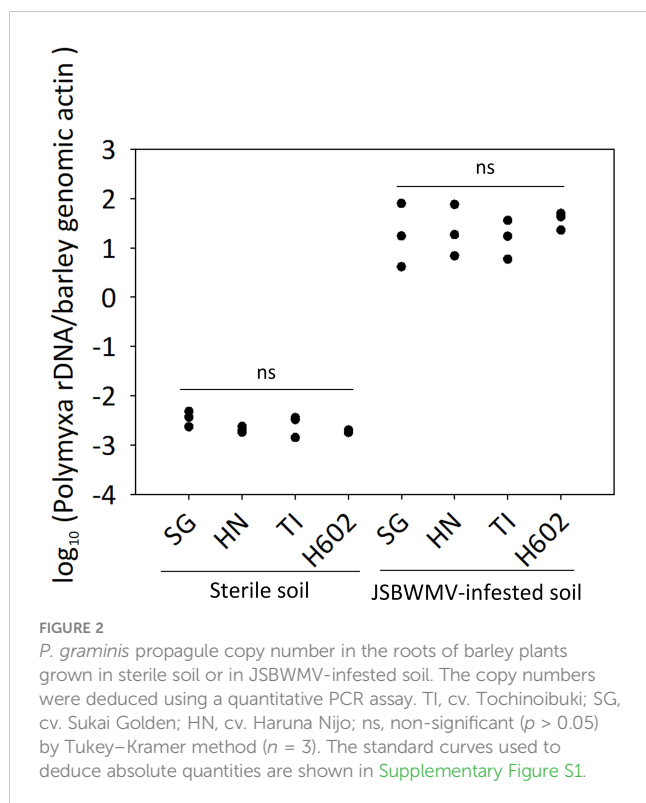 log₁₀ (Polymyxa rDNA/barley genomic actin )
3
2
1
0
-1
-2
-3
-4
ns
ns
SG
HN
TI
H602
SG
HN
TI
H602
Sterile soil
JSBWMV-infested soil
FIGURE 2
P. graminis propagule copy number in the roots of barley plants
grown in sterile soil or in JSBWMV-infested soil. The copy numbers
were deduced using a quantitative PCR assay. TI, cv. Tochinoibuki; SG,
cv. Sukai Golden; HN, cv. Haruna Nijo; ns, non-significant (p > 0.05)
by Tukey–Kramer method (n = 3). The standard curves used to
deduce absolute quantities are shown in Supplementary Figure S1.